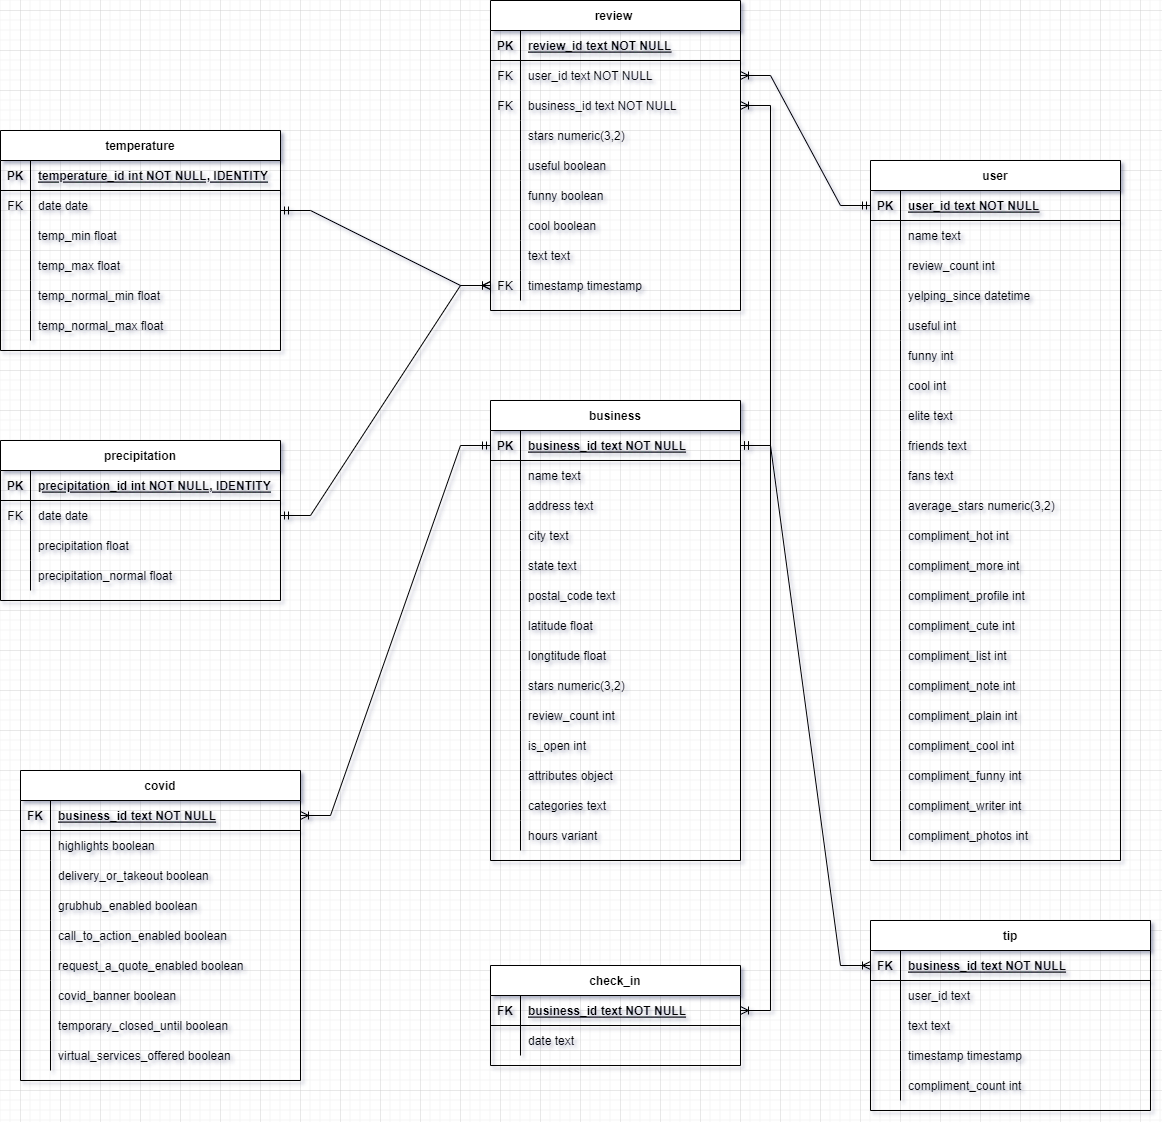 review
PK review_id text NOT NULL
FK user_id text NOT NULL
FK business_id text NOT NULL
stars numeric(3,2)
useful boolean
funny boolean
cool boolean
text text
FK timestamp timestamp
temperature
PK temperature_id int NOT NULL, IDENTITY
FK date date
temp_min float
temp_max float
temp_normal_min float
temp_normal_max float
user
PK user_id text NOT NULL
name text
review_count int
yelping_since datetime
useful int
funny int
cool int
elite text
friends text
fans text
average_stars numeric(3,2)
compliment_hot int
compliment_more int
compliment_profile int
compliment_cute int
compliment_list int
compliment_note int
compliment_plain int
compliment_cool int
compliment_funny int
compliment_writer int
compliment_photos int
precipitation
PK precipitation_id int NOT NULL, IDENTITY
FK date date
precipitation float
precipitation_normal float
business
PK business_id text NOT NULL
name text
address text
city text
state text
postal_code text
latitude float
longtitude float
stars numeric(3,2)
review_count int
is_open int
attributes object
categories text
hours variant
covid
FK business_id text NOT NULL
highlights boolean
delivery_or_takeout boolean
grubhub_enabled boolean
call_to_action_enabled boolean
request_a_quote_enabled boolean
covid_banner boolean
temporary_closed_until boolean
virtual_services_offered boolean
check_in
FK business_id text NOT NULL
date text
tip
FK business_id text NOT NULL
user_id text
text text
timestamp timestamp
compliment_count int